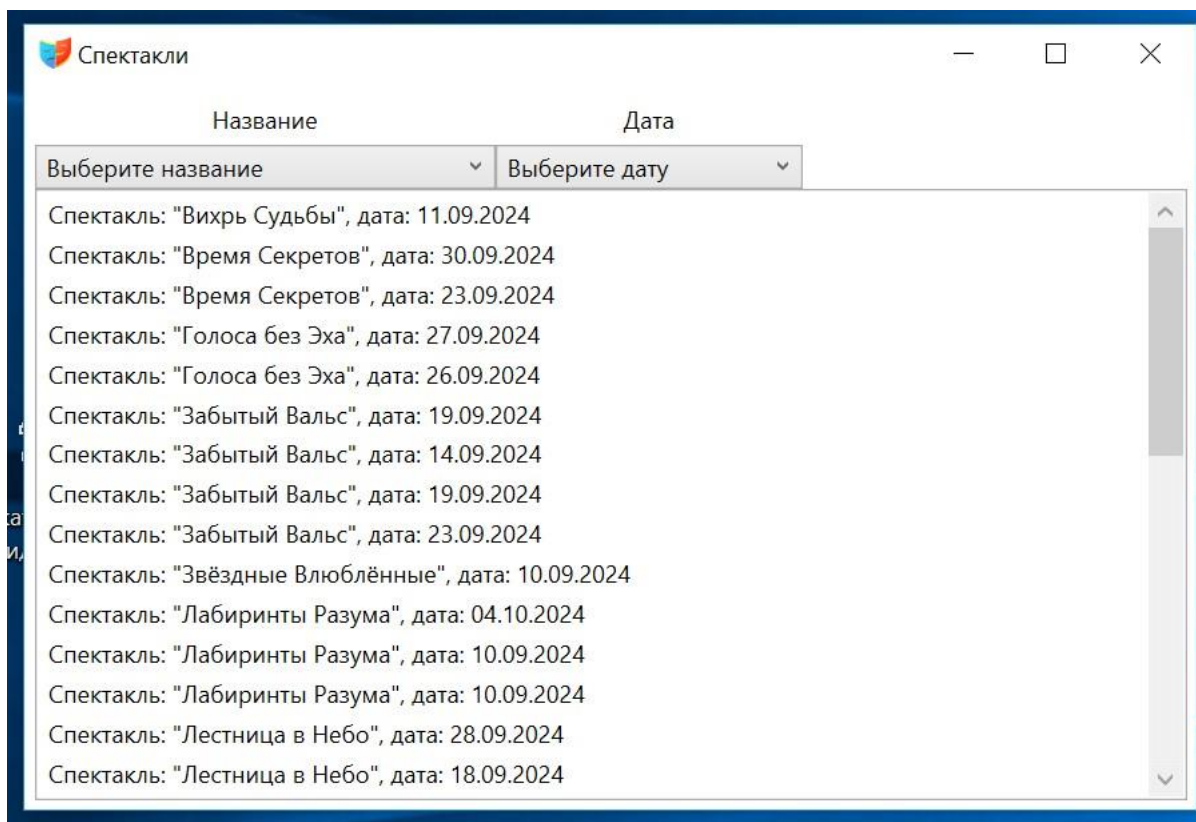 Спектакли
Название Дата
Выберите название Выберите дату
Спектакль: "Вихрь Судьбы", дата: 11.09.2024
Спектакль: "Время Секретов", дата: 30.09.2024
Спектакль: "Время Секретов", дата: 23.09.2024
Спектакль: "Голоса без Эха", дата: 27.09.2024
Спектакль: "Голоса без Эха", дата: 26.09.2024
Спектакль: "Забытый Вальс", дата: 19.09.2024
Спектакль: "Забытый Вальс", дата: 14.09.2024
Спектакль: "Забытый Вальс", дата: 19.09.2024
Спектакль: "Забытый Вальс", дата: 23.09.2024
Спектакль: "Звёздные Влюблённые", дата: 10.09.2024
Спектакль: "Лабиринты Разума", дата: 04.10.2024
Спектакль: "Лабиринты Разума", дата: 10.09.2024
Спектакль: "Лабиринты Разума", дата: 10.09.2024
Спектакль: "Лестница в Небо", дата: 28.09.2024
Спектакль: "Лестница в Небо", дата: 18.09.2024